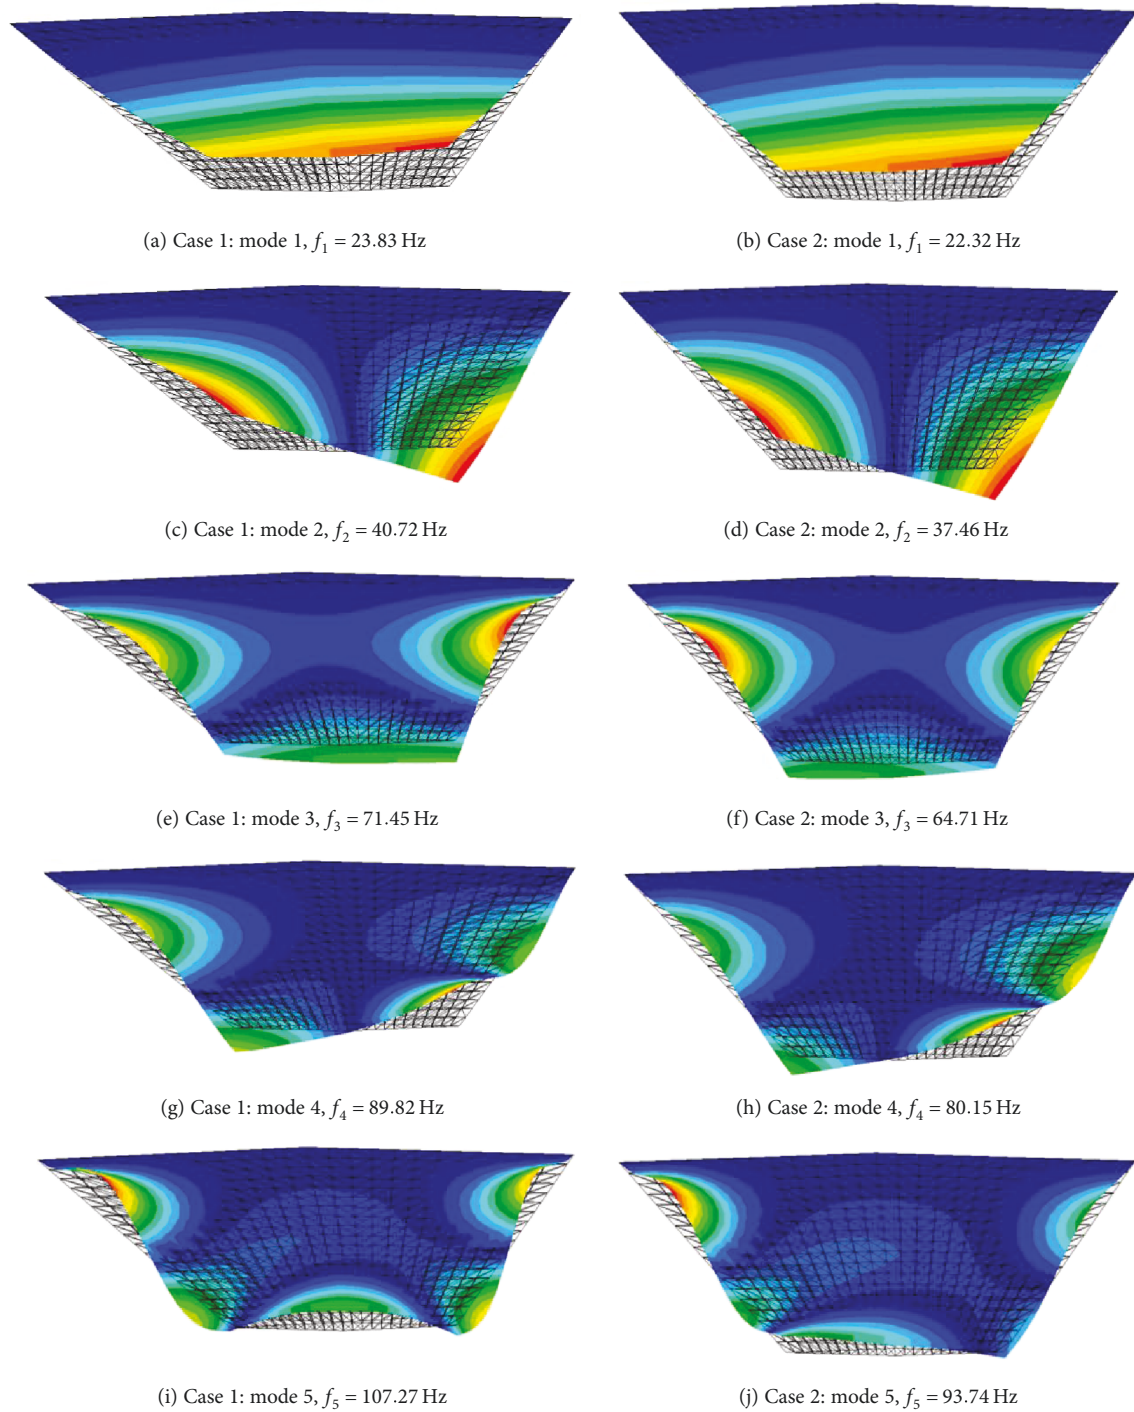 (a) Case 1: mode 1, f₁ = 23.83 Hz
(b) Case 2: mode 1, f₁ = 22.32 Hz
(c) Case 1: mode 2, f₂ = 40.72 Hz
(d) Case 2: mode 2, f₂ = 37.46 Hz
(e) Case 1: mode 3, f₃ = 71.45 Hz
(f) Case 2: mode 3, f₃ = 64.71 Hz
(g) Case 1: mode 4, f₄ = 89.82 Hz
(h) Case 2: mode 4, f₄ = 80.15 Hz
(i) Case 1: mode 5, f₅ = 107.27 Hz
(j) Case 2: mode 5, f₅ = 93.74 Hz